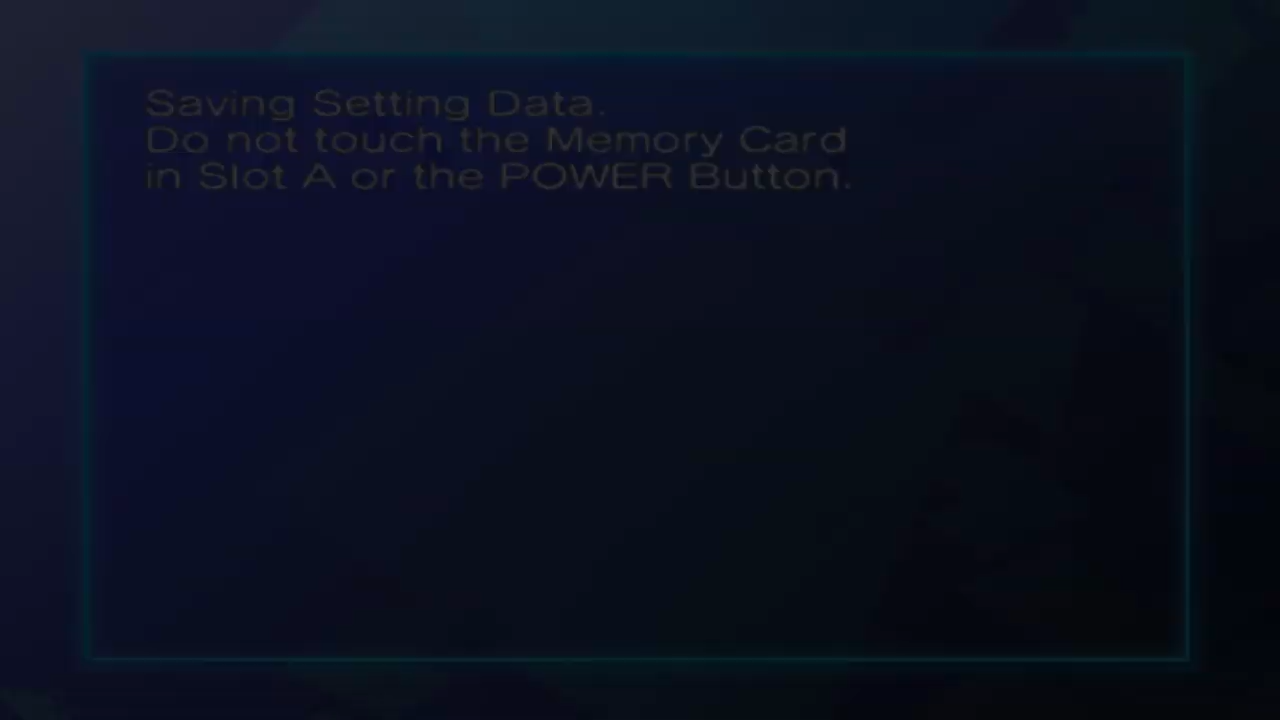 Saving Setting Data.
Do not touch the Memory Card
in Slot A or the POWER Button.